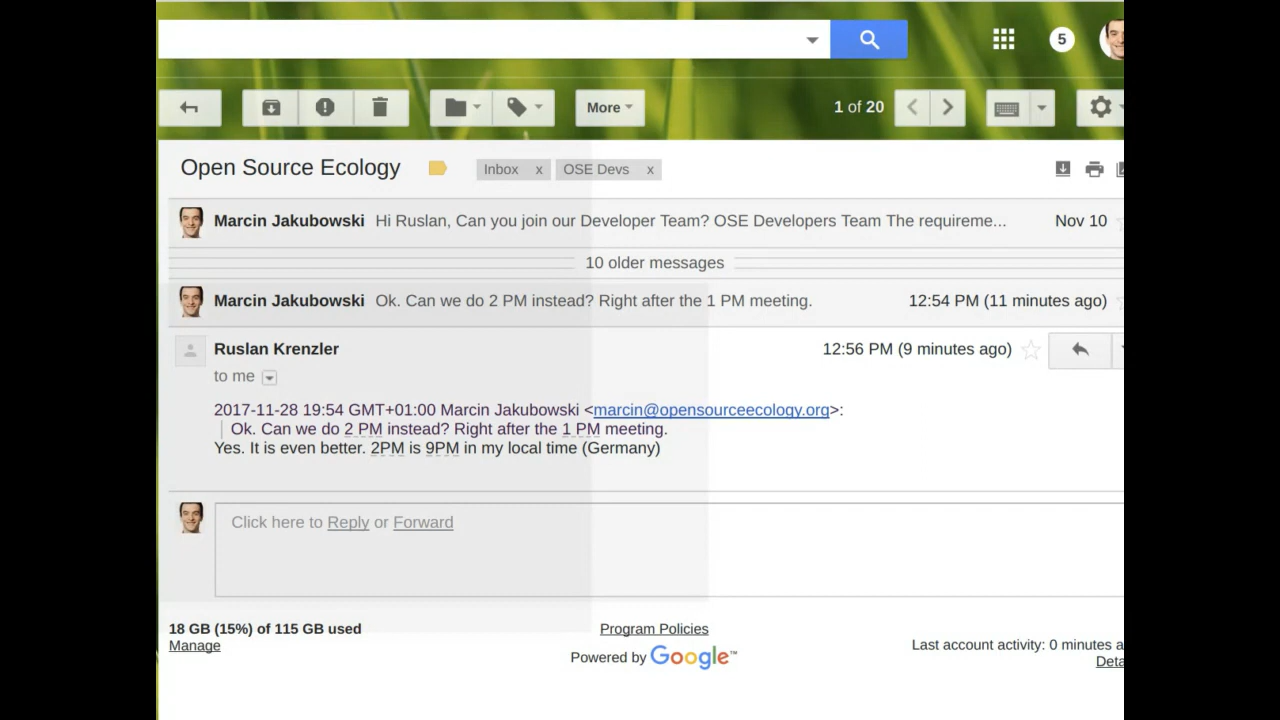 5
More
1 of 20
Open Source Ecology Inbox x OSE Devs x
Marcin Jakubowski Hi Ruslan, Can you join our Developer Team? OSE Developers Team The requireme... Nov 10
10 older messages
Marcin Jakubowski Ok. Can we do 2 PM instead? Right after the 1 PM meeting. 12:54 PM (11 minutes ago)
Ruslan Krenzler 12:56 PM (9 minutes ago)
to me
2017-11-28 19:54 GMT+01:00 Marcin Jakubowski <marcin@opensourceecology.org>:
Ok. Can we do 2 PM instead? Right after the 1 PM meeting.
Yes. It is even better. 2PM is 9PM in my local time (Germany)
Click here to Reply or Forward
18 GB (15%) of 115 GB used
Manage
Program Policies
Powered by Google™
Last account activity: 0 minutes a
Deta